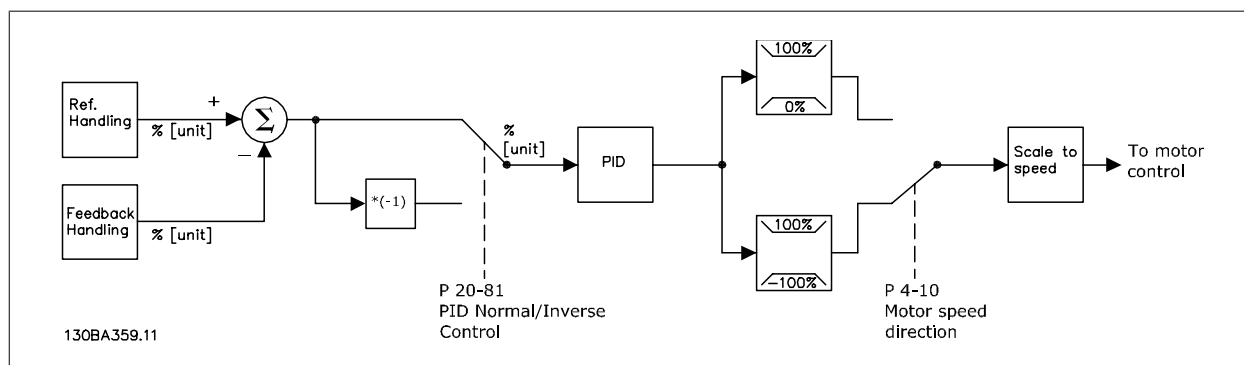 Ref.
Handling
+
% [unit]
Σ
−
Feedback
Handling
% [unit]
*(-1)
%
[unit]
PID
P 20-81
PID Normal/Inverse
Control
100%
0%
100%
-100%
P 4-10
Motor speed
direction
Scale to
speed
To motor
control
130BA359.11